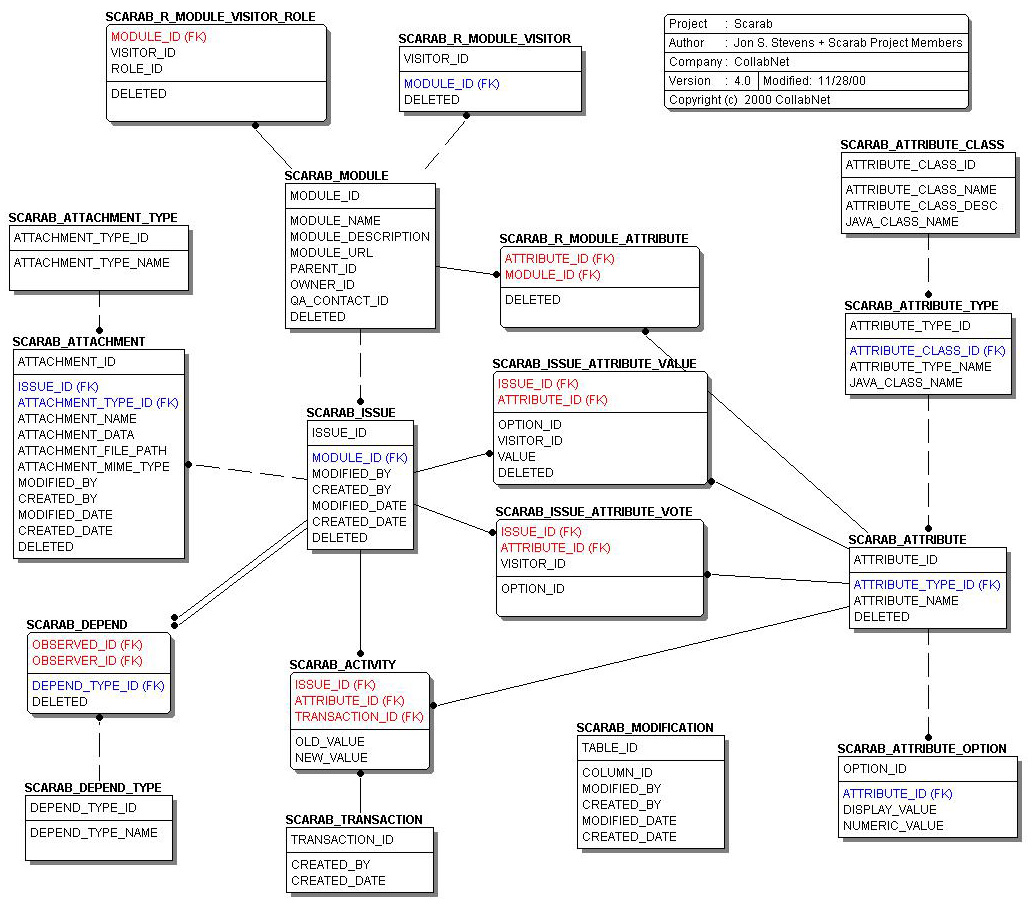 SCARAB_R_MODULE_VISITOR_ROLE
MODULE_ID (FK)
VISITOR_ID
ROLE_ID
DELETED
SCARAB_R_MODULE_VISITOR
VISITOR_ID
MODULE_ID (FK)
DELETED
Project : Scarab
Author : Jon S. Stevens + Scarab Project Members
Company : CollabNet
Version : 4.0 Modified: 11/28/00
Copyright (c) 2000 CollabNet
SCARAB_ATTRIBUTE_CLASS
ATTRIBUTE_CLASS_ID
ATTRIBUTE_CLASS_NAME
ATTRIBUTE_CLASS_DESC
JAVA_CLASS_NAME
SCARAB_MODULE
MODULE_ID
MODULE_NAME
MODULE_DESCRIPTION
MODULE_URL
PARENT_ID
OWNER_ID
QA_CONTACT_ID
DELETED
SCARAB_ATTACHMENT_TYPE
ATTACHMENT_TYPE_ID
ATTACHMENT_TYPE_NAME
SCARAB_R_MODULE_ATTRIBUTE
ATTRIBUTE_ID (FK)
MODULE_ID (FK)
DELETED
SCARAB_ATTRIBUTE_TYPE
ATTRIBUTE_TYPE_ID
ATTRIBUTE_CLASS_ID (FK)
ATTRIBUTE_TYPE_NAME
JAVA_CLASS_NAME
SCARAB_ATTACHMENT
ATTACHMENT_ID
ISSUE_ID (FK)
ATTACHMENT_TYPE_ID (FK)
ATTACHMENT_NAME
ATTACHMENT_DATA
ATTACHMENT_FILE_PATH
ATTACHMENT_MIME_TYPE
MODIFIED_BY
CREATED_BY
MODIFIED_DATE
CREATED_DATE
DELETED
SCARAB_ISSUE
ISSUE_ID
MODULE_ID (FK)
MODIFIED_BY
CREATED_BY
MODIFIED_DATE
CREATED_DATE
DELETED
SCARAB_ISSUE_ATTRIBUTE_VALUE
ISSUE_ID (FK)
ATTRIBUTE_ID (FK)
OPTION_ID
VISITOR_ID
VALUE
DELETED
SCARAB_ISSUE_ATTRIBUTE_VOTE
ISSUE_ID (FK)
ATTRIBUTE_ID (FK)
VISITOR_ID
OPTION_ID
SCARAB_ATTRIBUTE
ATTRIBUTE_ID
ATTRIBUTE_TYPE_ID (FK)
ATTRIBUTE_NAME
DELETED
SCARAB_DEPEND
OBSERVED_ID (FK)
OBSERVER_ID (FK)
DEPEND_TYPE_ID (FK)
DELETED
SCARAB_ACTIVITY
ISSUE_ID (FK)
ATTRIBUTE_ID (FK)
TRANSACTION_ID (FK)
OLD_VALUE
NEW_VALUE
SCARAB_MODIFICATION
TABLE_ID
COLUMN_ID
MODIFIED_BY
CREATED_BY
MODIFIED_DATE
CREATED_DATE
SCARAB_ATTRIBUTE_OPTION
OPTION_ID
ATTRIBUTE_ID (FK)
DISPLAY_VALUE
NUMERIC_VALUE
SCARAB_DEPEND_TYPE
DEPEND_TYPE_ID
DEPEND_TYPE_NAME
SCARAB_TRANSACTION
TRANSACTION_ID
CREATED_BY
CREATED_DATE